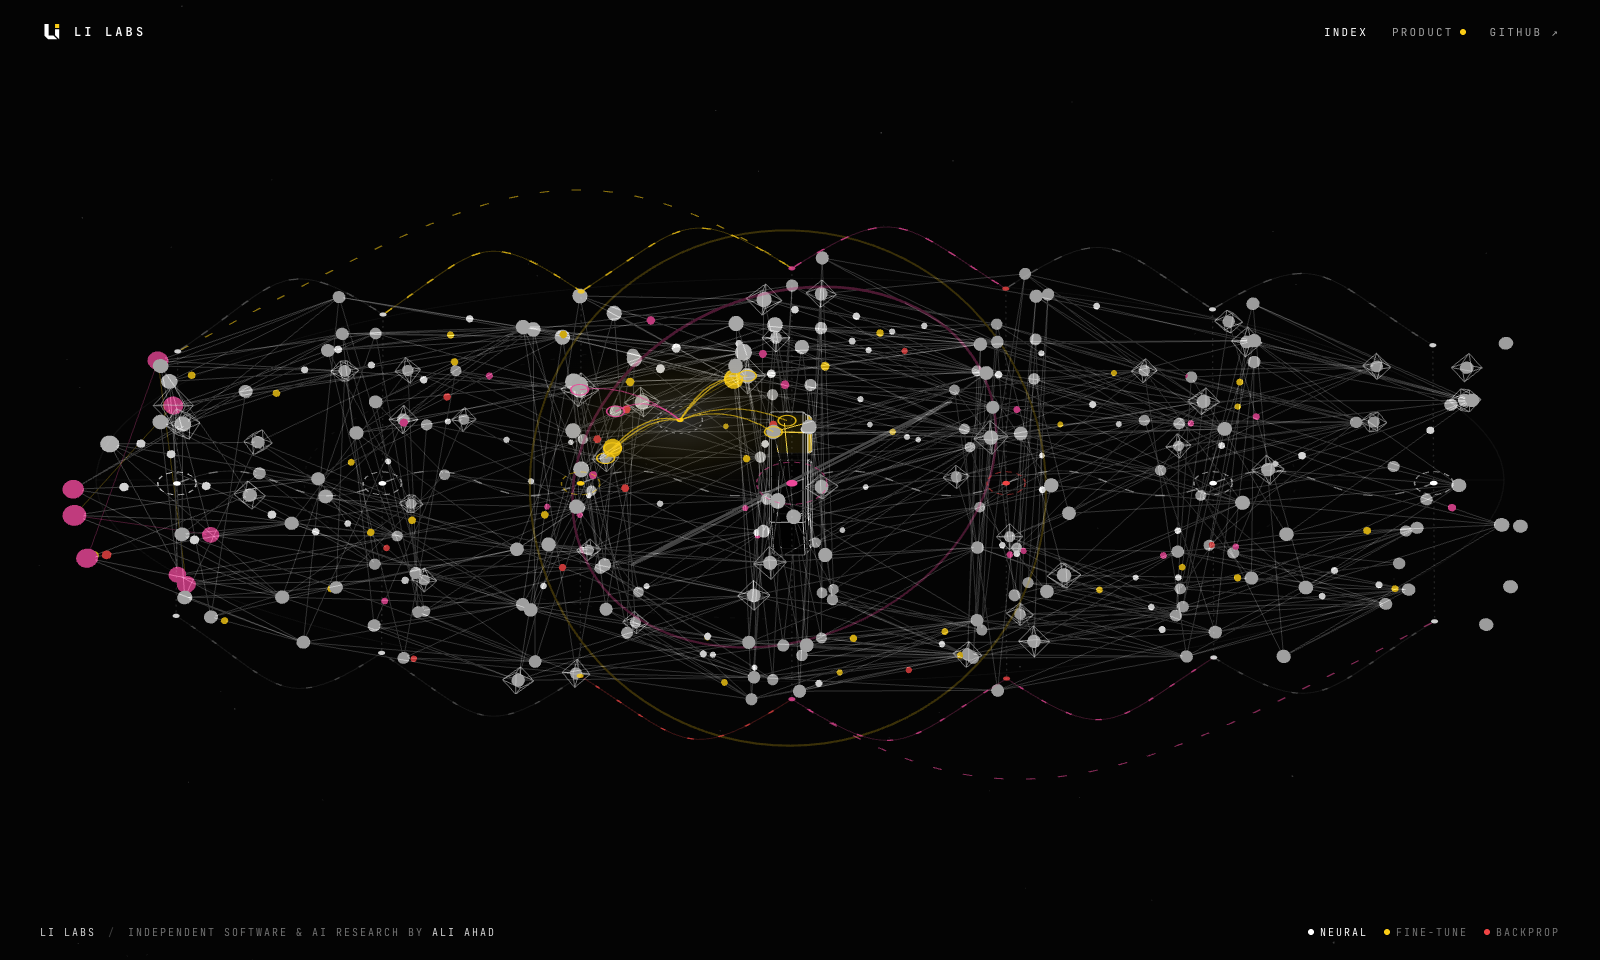 LI LABS
INDEX
PRODUCT
GITHUB ↗
LI LABS / INDEPENDENT SOFTWARE & AI RESEARCH BY ALI AHAD
NEURAL
FINE-TUNE
BACKPROP